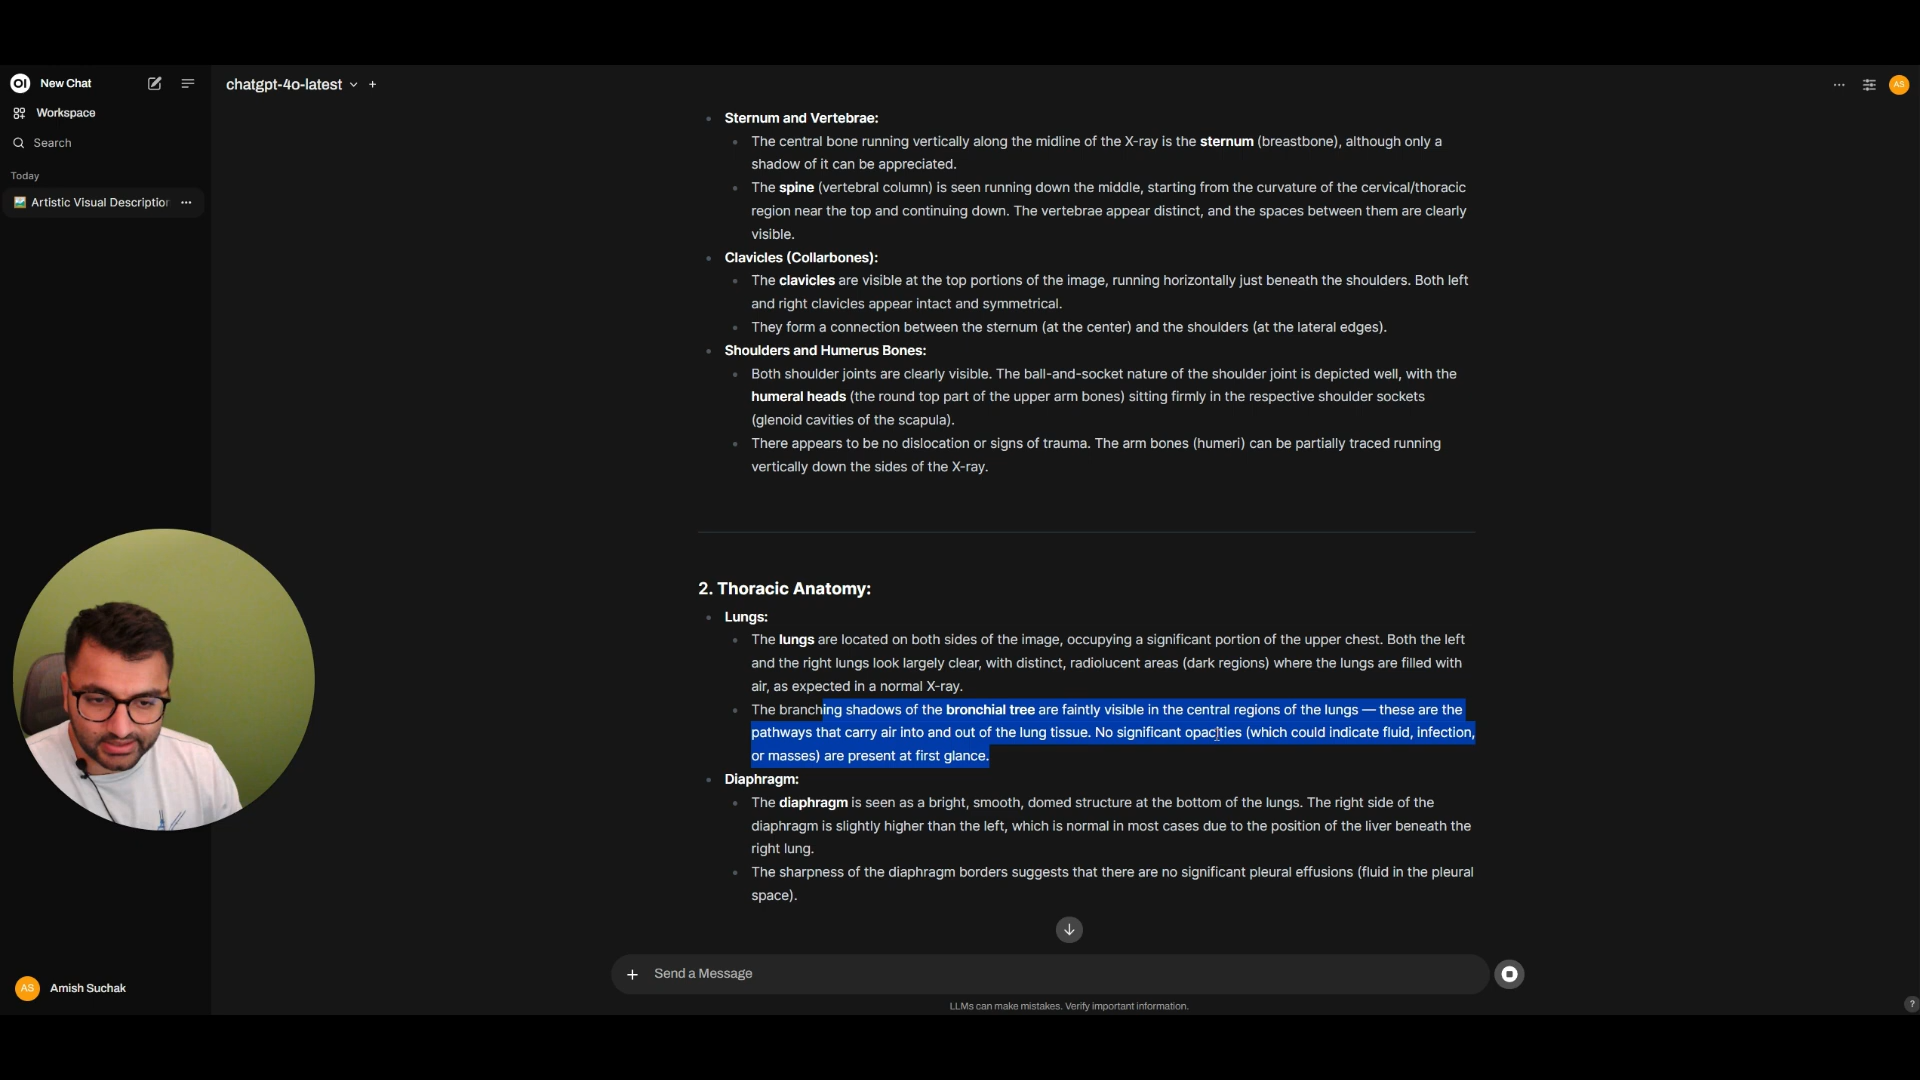 OI New Chat
Workspace
Search
Today
Artistic Visual Description
Amish Suchak
AS
chatgpt-4o-latest
AS
Sternum and Vertebrae:
The central bone running vertically along the midline of the X-ray is the sternum (breastbone), although only a
shadow of it can be appreciated.
The spine (vertebral column) is seen running down the middle, starting from the curvature of the cervical/thoracic
region near the top and continuing down. The vertebrae appear distinct, and the spaces between them are clearly
visible.
Clavicles (Collarbones):
The clavicles are visible at the top portions of the image, running horizontally just beneath the shoulders. Both left
and right clavicles appear intact and symmetrical.
They form a connection between the sternum (at the center) and the shoulders (at the lateral edges).
Shoulders and Humerus Bones:
Both shoulder joints are clearly visible. The ball-and-socket nature of the shoulder joint is depicted well, with the
humeral heads (the round top part of the upper arm bones) sitting firmly in the respective shoulder sockets
(glenoid cavities of the scapula).
There appears to be no dislocation or signs of trauma. The arm bones (humeri) can be partially traced running
vertically down the sides of the X-ray.
2. Thoracic Anatomy:
Lungs:
The lungs are located on both sides of the image, occupying a significant portion of the upper chest. Both the left
and the right lungs look largely clear, with distinct, radiolucent areas (dark regions) where the lungs are filled with
air, as expected in a normal X-ray.
The branching shadows of the bronchial tree are faintly visible in the central regions of the lungs — these are the
pathways that carry air into and out of the lung tissue. No significant opacities (which could indicate fluid, infection,
or masses) are present at first glance.
Diaphragm:
The diaphragm is seen as a bright, smooth, domed structure at the bottom of the lungs. The right side of the
diaphragm is slightly higher than the left, which is normal in most cases due to the position of the liver beneath the
right lung.
The sharpness of the diaphragm borders suggests that there are no significant pleural effusions (fluid in the pleural
space).
Send a Message
LLMs can make mistakes. Verify important information.
?